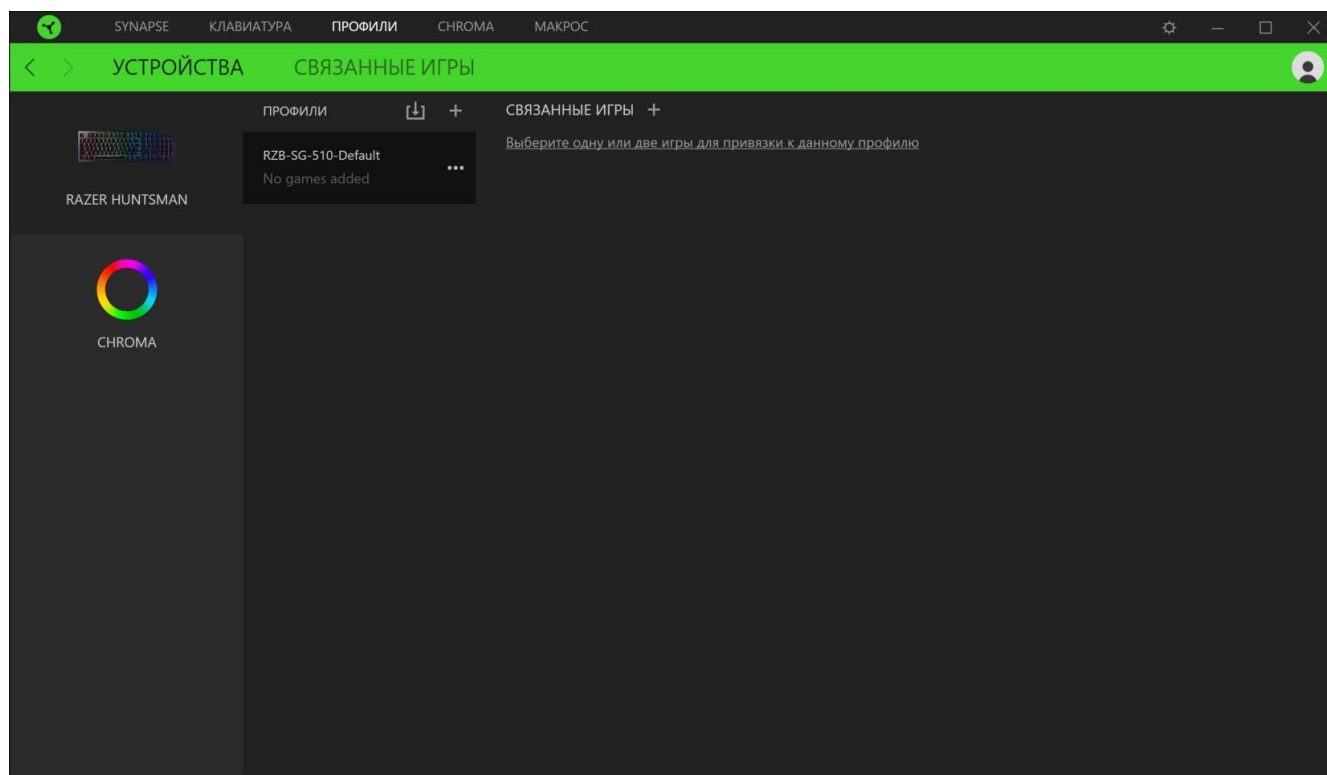 SYNAPSE КЛАВИАТУРА ПРОФИЛИ CHROMA МАКРОС
УСТРОЙСТВА СВЯЗАННЫЕ ИГРЫ
ПРОФИЛИ
СВЯЗАННЫЕ ИГРЫ
Выберите одну или две игры для привязки к данному профилю
RZB-SG-510-Default
No games added
RAZER HUNTSMAN
CHROMA